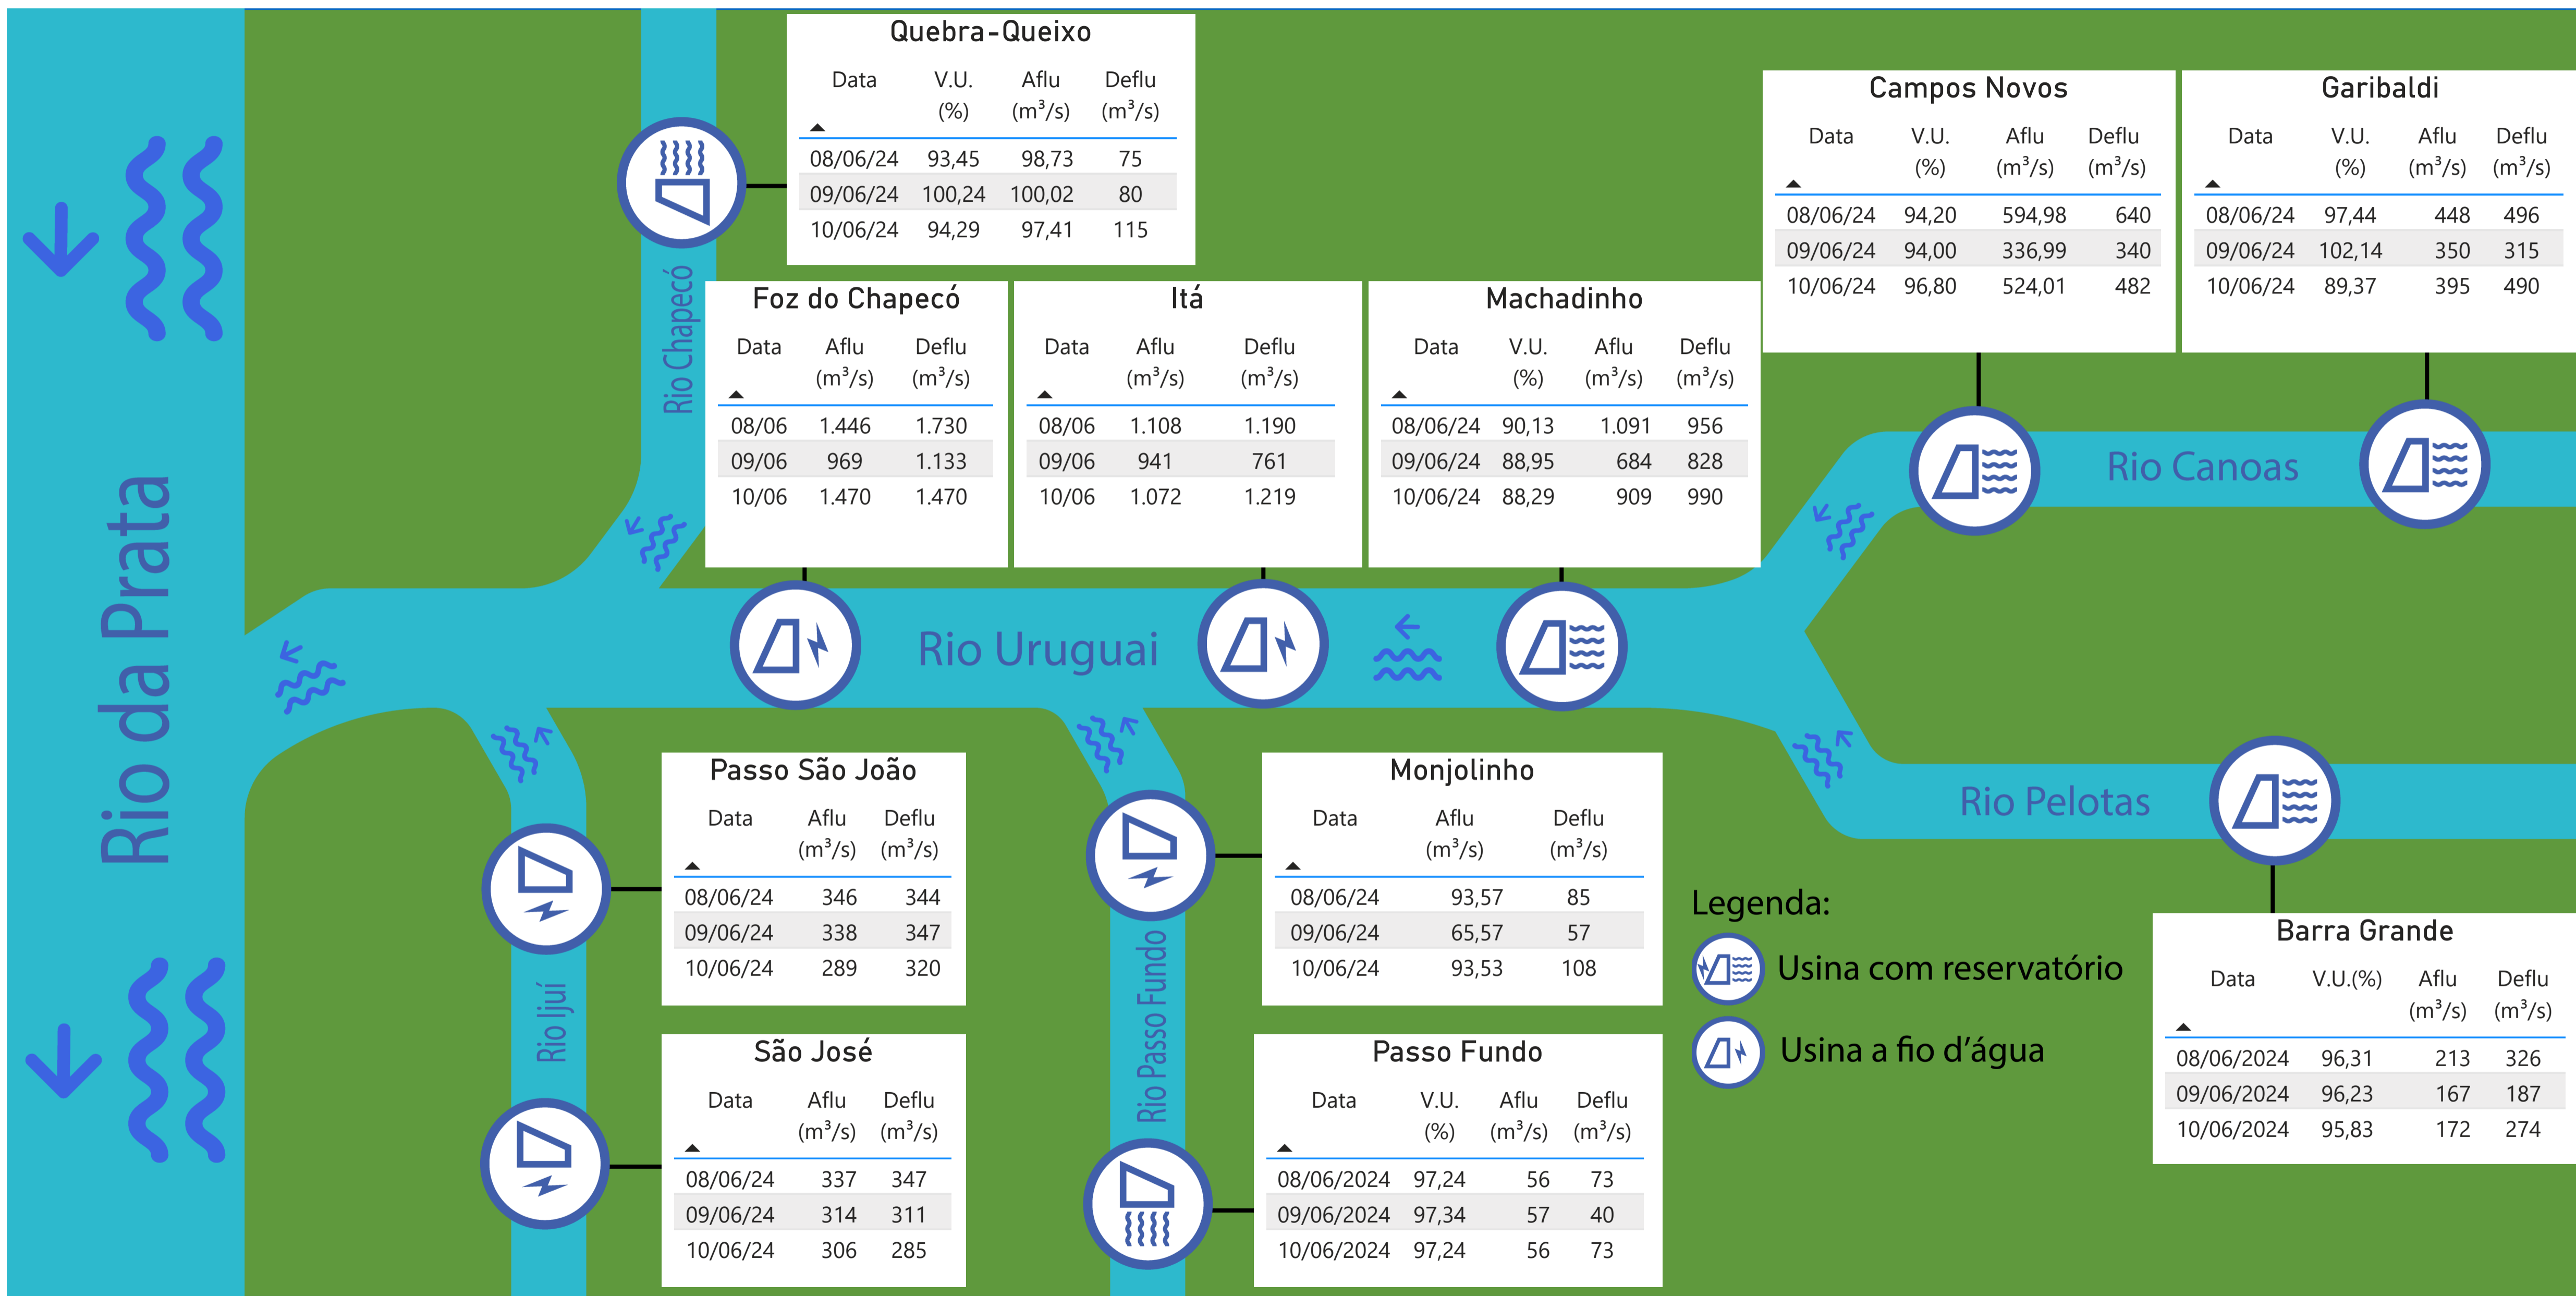 Quebra-Queixo
Data V.U. (%) Aflu (m³/s) Deflu (m³/s)
08/06/24 93,45 98,73 75
09/06/24 100,24 100,02 80
10/06/24 94,29 97,41 115
Campos Novos
Data V.U. (%) Aflu (m³/s) Deflu (m³/s)
08/06/24 94,20 594,98 640
09/06/24 94,00 336,99 340
10/06/24 96,80 524,01 482
Garibaldi
Data V.U. (%) Aflu (m³/s) Deflu (m³/s)
08/06/24 97,44 448 496
09/06/24 102,14 350 315
10/06/24 89,37 395 490
Rio Chapecó
Foz do Chapecó
Data Aflu (m³/s) Deflu (m³/s)
08/06 1.446 1.730
09/06 969 1.133
10/06 1.470 1.470
Itá
Data Aflu (m³/s) Deflu (m³/s)
08/06 1.108 1.190
09/06 941 761
10/06 1.072 1.219
Machadinho
Data V.U. (%) Aflu (m³/s) Deflu (m³/s)
08/06/24 90,13 1.091 956
09/06/24 88,95 684 828
10/06/24 88,29 909 990
Rio Canoas
Rio da Prata
Rio Uruguai
Rio Pelotas
Passo São João
Data Aflu (m³/s) Deflu (m³/s)
08/06/24 346 344
09/06/24 338 347
10/06/24 289 320
Monjolinho
Data Aflu (m³/s) Deflu (m³/s)
08/06/24 93,57 85
09/06/24 65,57 57
10/06/24 93,53 108
Rio Ijuí
Rio Passo Fundo
São José
Data Aflu (m³/s) Deflu (m³/s)
08/06/24 337 347
09/06/24 314 311
10/06/24 306 285
Passo Fundo
Data V.U. (%) Aflu (m³/s) Deflu (m³/s)
08/06/2024 97,24 56 73
09/06/2024 97,34 57 40
10/06/2024 97,24 56 73
Legenda:
Usina com reservatório
Usina a fio d’água
Barra Grande
Data V.U.(%) Aflu (m³/s) Deflu (m³/s)
08/06/2024 96,31 213 326
09/06/2024 96,23 167 187
10/06/2024 95,83 172 274